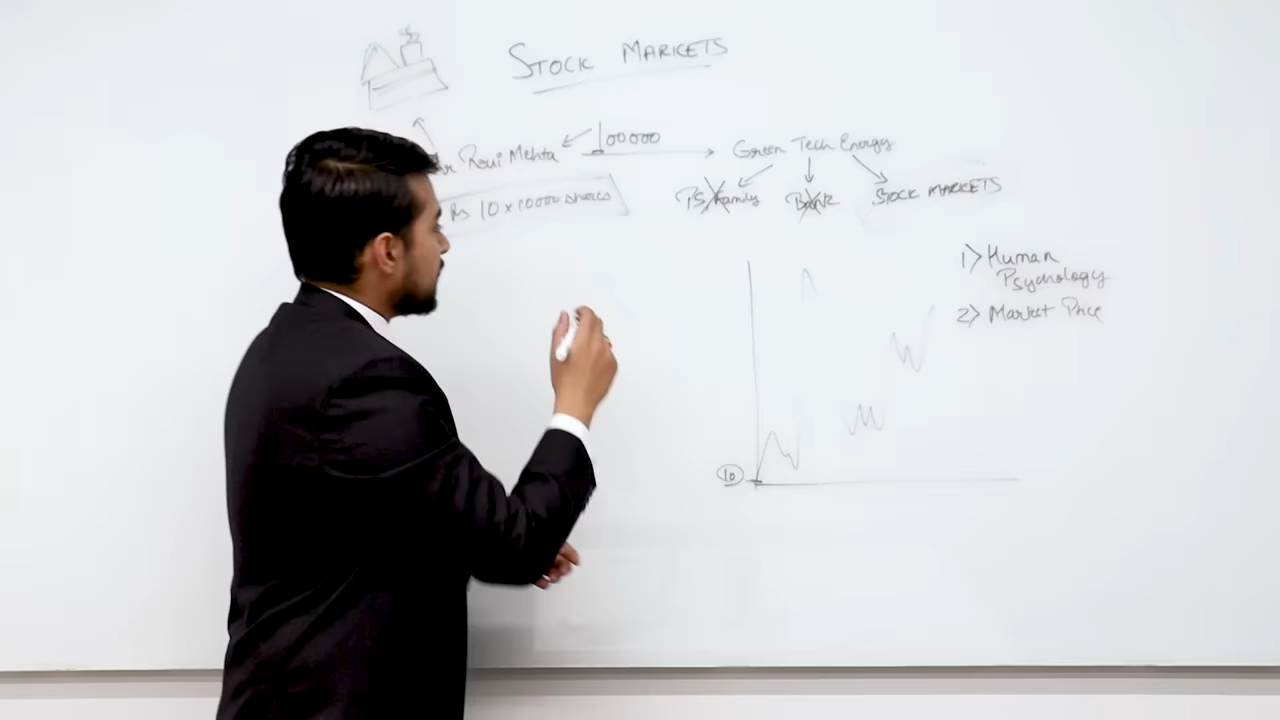 STOCK MARKETS
100000
Ravi Mehta
Green Tech Energy
Rs 10 x 10000 shares
Family
BANK
STOCK MARKETS
1) Human
Psychology
2) Market Price
10